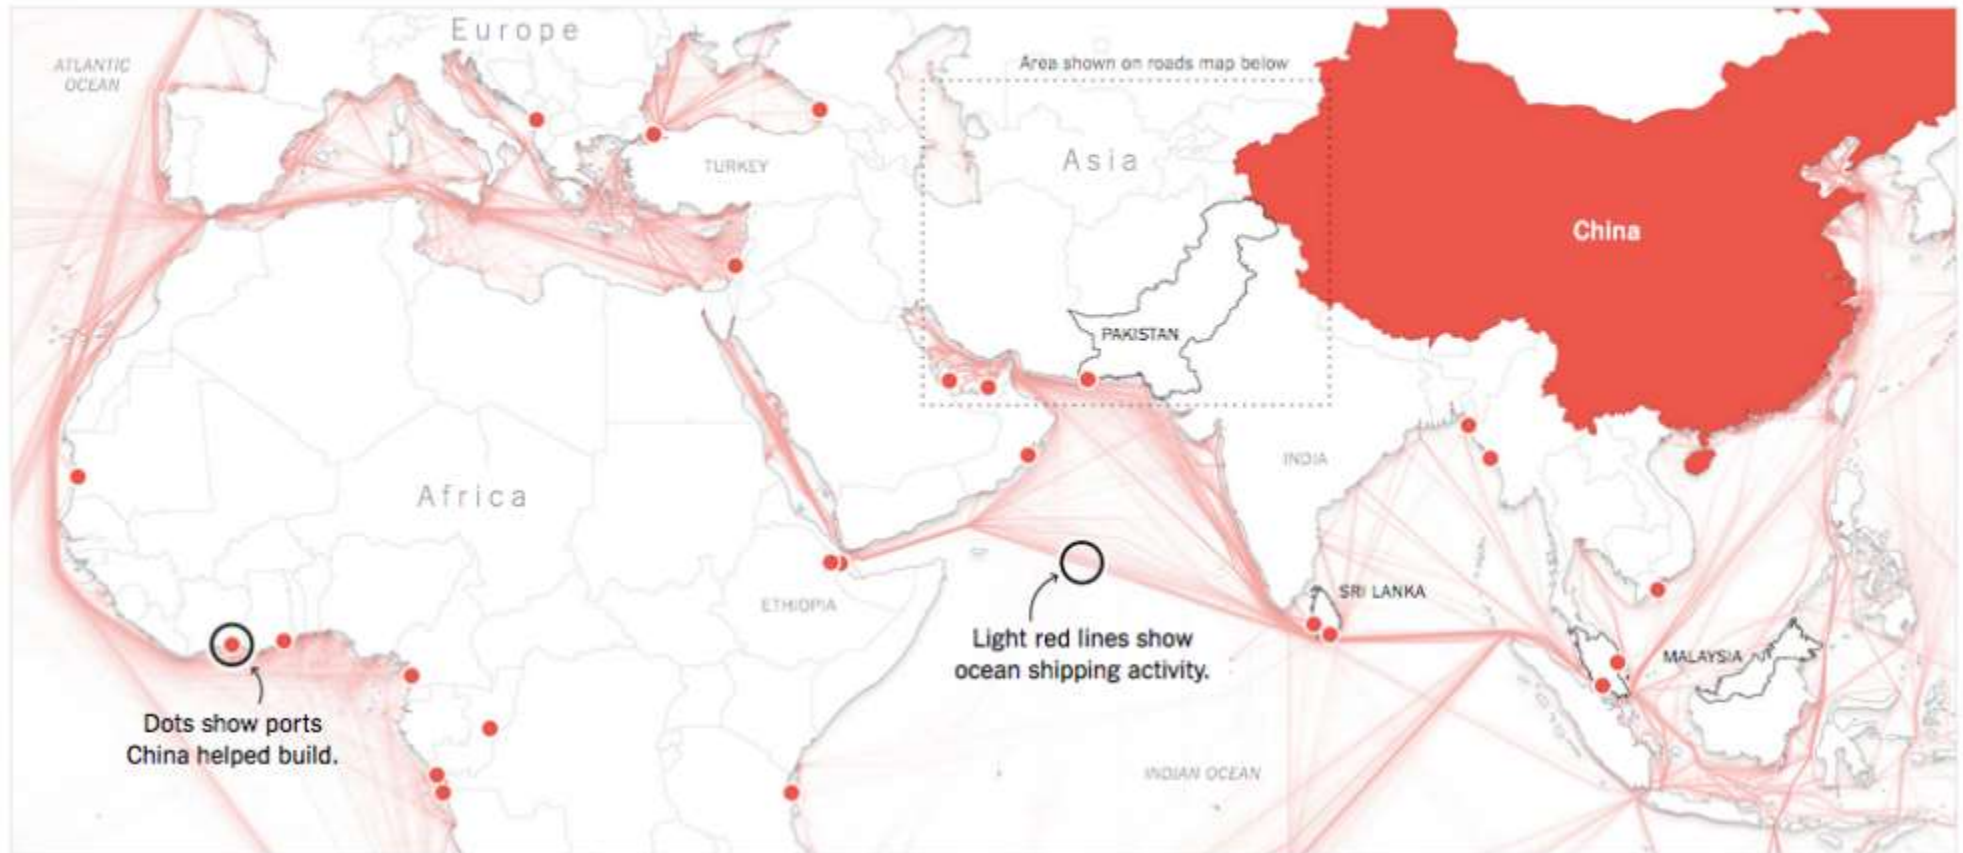 Europe
ATLANTIC
OCEAN
Area shown on roads map below
TURKEY
Asia
China
PAKISTAN
INDIA
Africa
ETHIOPIA
SRI LANKA
Light red lines show
ocean shipping activity.
MALAYSIA
Dots show ports
China helped build.
INDIAN OCEAN